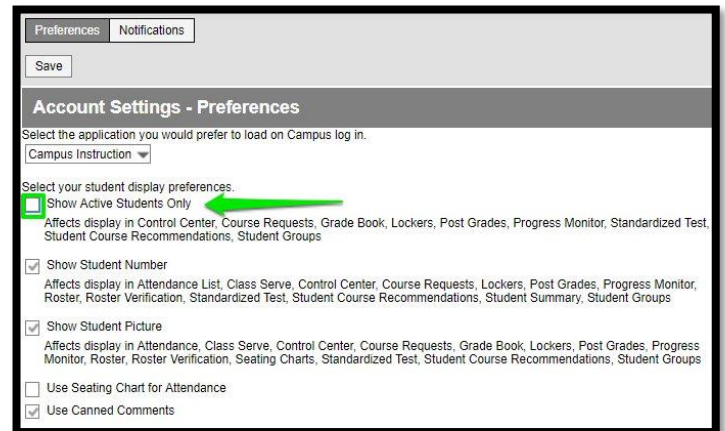 Preferences Notifications
Save
Account Settings - Preferences
Select the application you would prefer to load on Campus log in.
Campus Instruction
Select your student display preferences.
Show Active Students Only
Affects display in Control Center, Course Requests, Grade Book, Lockers, Post Grades, Progress Monitor, Standardized Test,
Student Course Recommendations, Student Groups
Show Student Number
Affects display in Attendance List, Class Serve, Control Center, Course Requests, Lockers, Post Grades, Progress Monitor,
Roster, Roster Verification, Standardized Test, Student Course Recommendations, Student Summary, Student Groups
Show Student Picture
Affects display in Attendance, Class Serve, Control Center, Course Requests, Grade Book, Lockers, Post Grades, Progress
Monitor, Roster, Roster Verification, Seating Charts, Standardized Test, Student Course Recommendations, Student Groups
Use Seating Chart for Attendance
Use Canned Comments